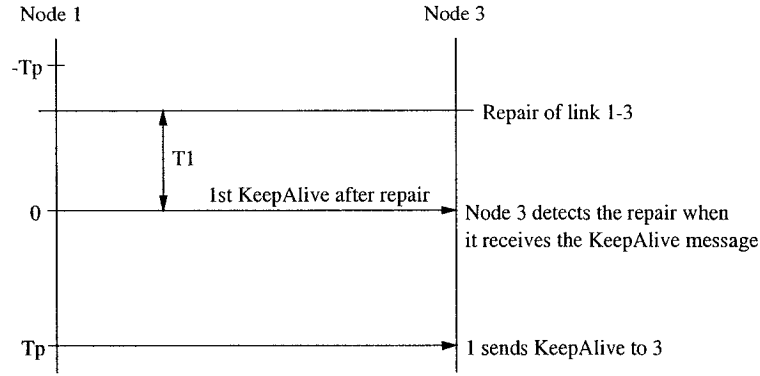 Node 1
Node 3
-Tp
Repair of link 1-3
T1
1st KeepAlive after repair
0
Node 3 detects the repair when
it receives the KeepAlive message
Tp
1 sends KeepAlive to 3